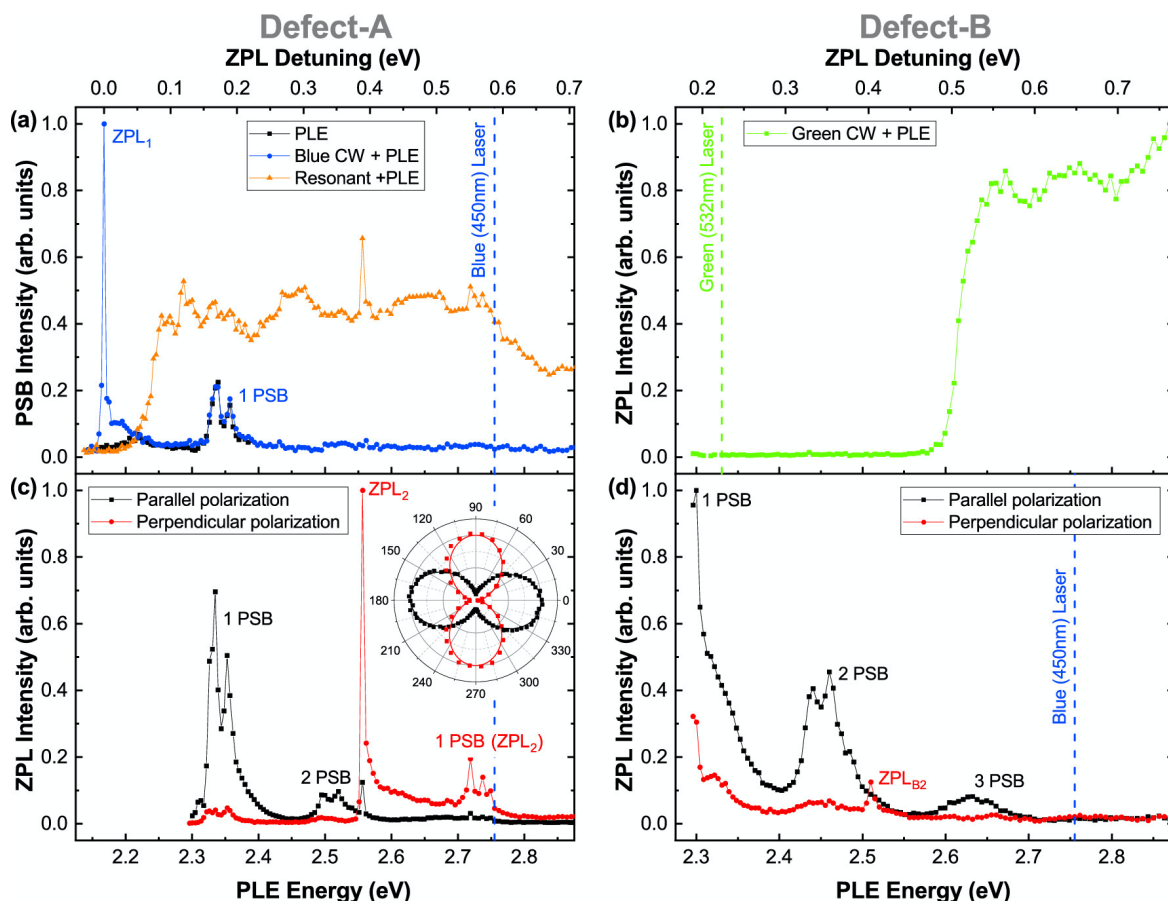 Defect-A
Defect-B
ZPL Detuning (eV)
ZPL Detuning (eV)
0.0 0.1 0.2 0.3 0.4 0.5 0.6 0.7
0.2 0.3 0.4 0.5 0.6 0.7
(a)
PSB Intensity (arb. units)
1.0
0.8
0.6
0.4
0.2
0.0
ZPL1
PLE
Blue CW + PLE
Resonant +PLE
Blue (450nm) Laser
1 PSB
(b)
ZPL Intensity (arb. units)
1.0
0.8
0.6
0.4
0.2
0.0
Green CW + PLE
Green (532nm) Laser
(c)
ZPL Intensity (arb. units)
1.0
0.8
0.6
0.4
0.2
0.0
Parallel polarization
Perpendicular polarization
ZPL2
1 PSB
2 PSB
1 PSB (ZPL2)
90
60
30
0
330
300
270
240
210
180
150
120
2.2 2.3 2.4 2.5 2.6 2.7 2.8
PLE Energy (eV)
(d)
ZPL Intensity (arb. units)
1.0
0.8
0.6
0.4
0.2
0.0
1 PSB
Parallel polarization
Perpendicular polarization
2 PSB
ZPLB2
3 PSB
Blue (450nm) Laser
2.3 2.4 2.5 2.6 2.7 2.8
PLE Energy (eV)